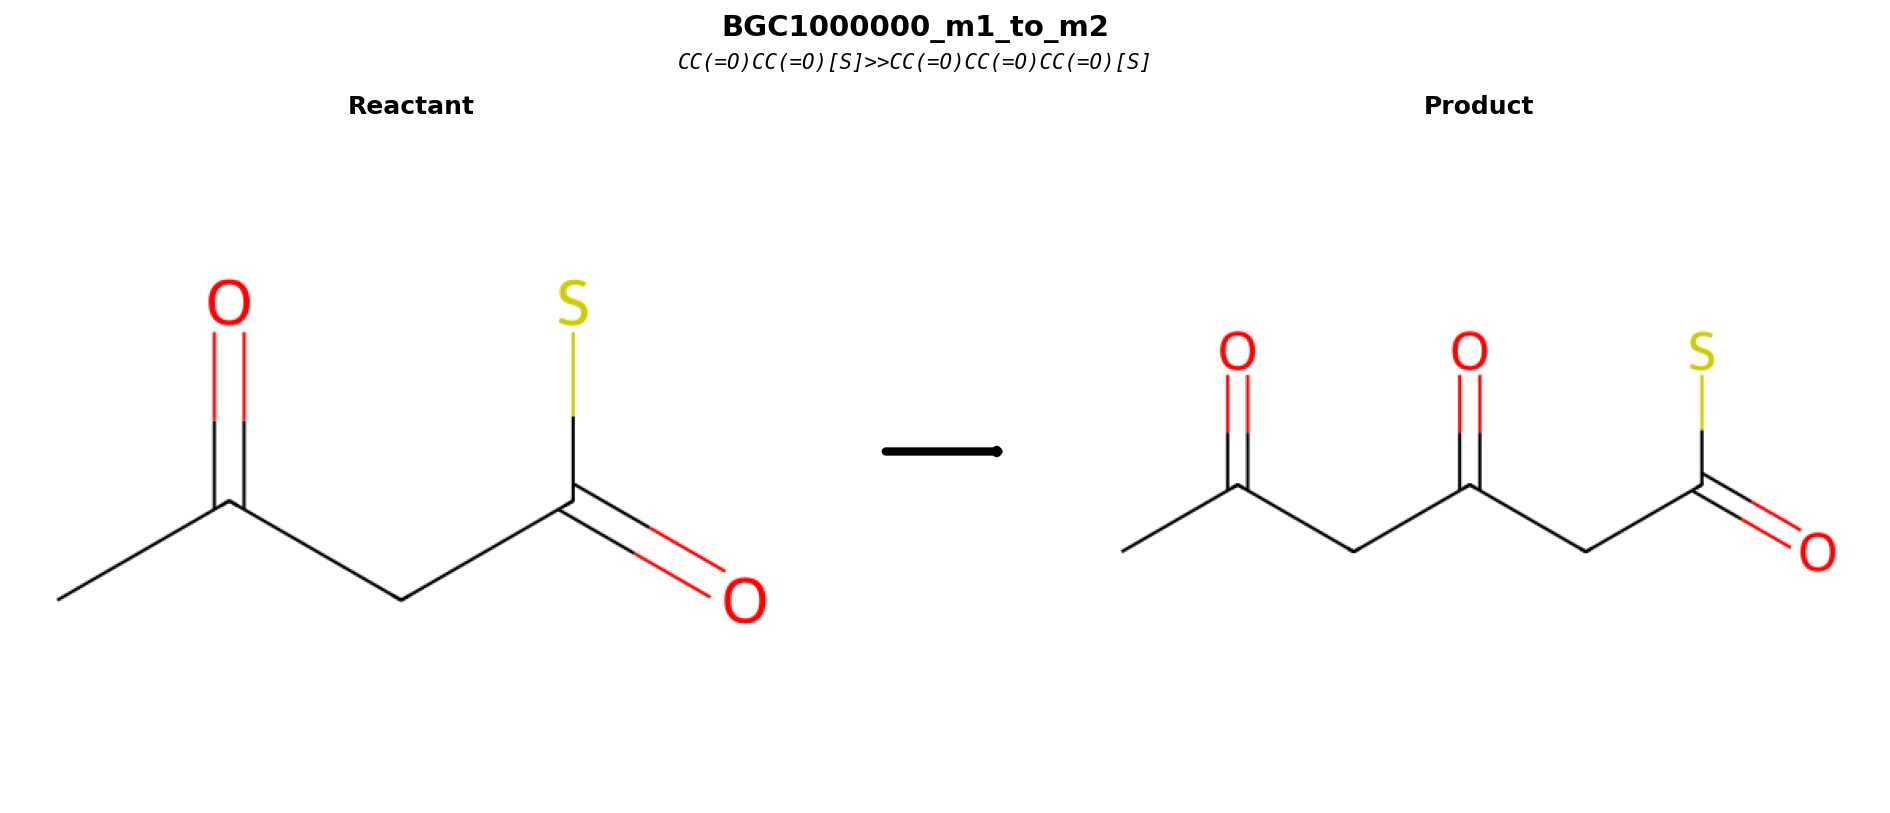 BGC1000000_m1_to_m2
CC(=O)CC(=O)[S]>>CC(=O)CC(=O)CC(=O)[S]
Reactant
Product
O
S
O
O
O
S
O